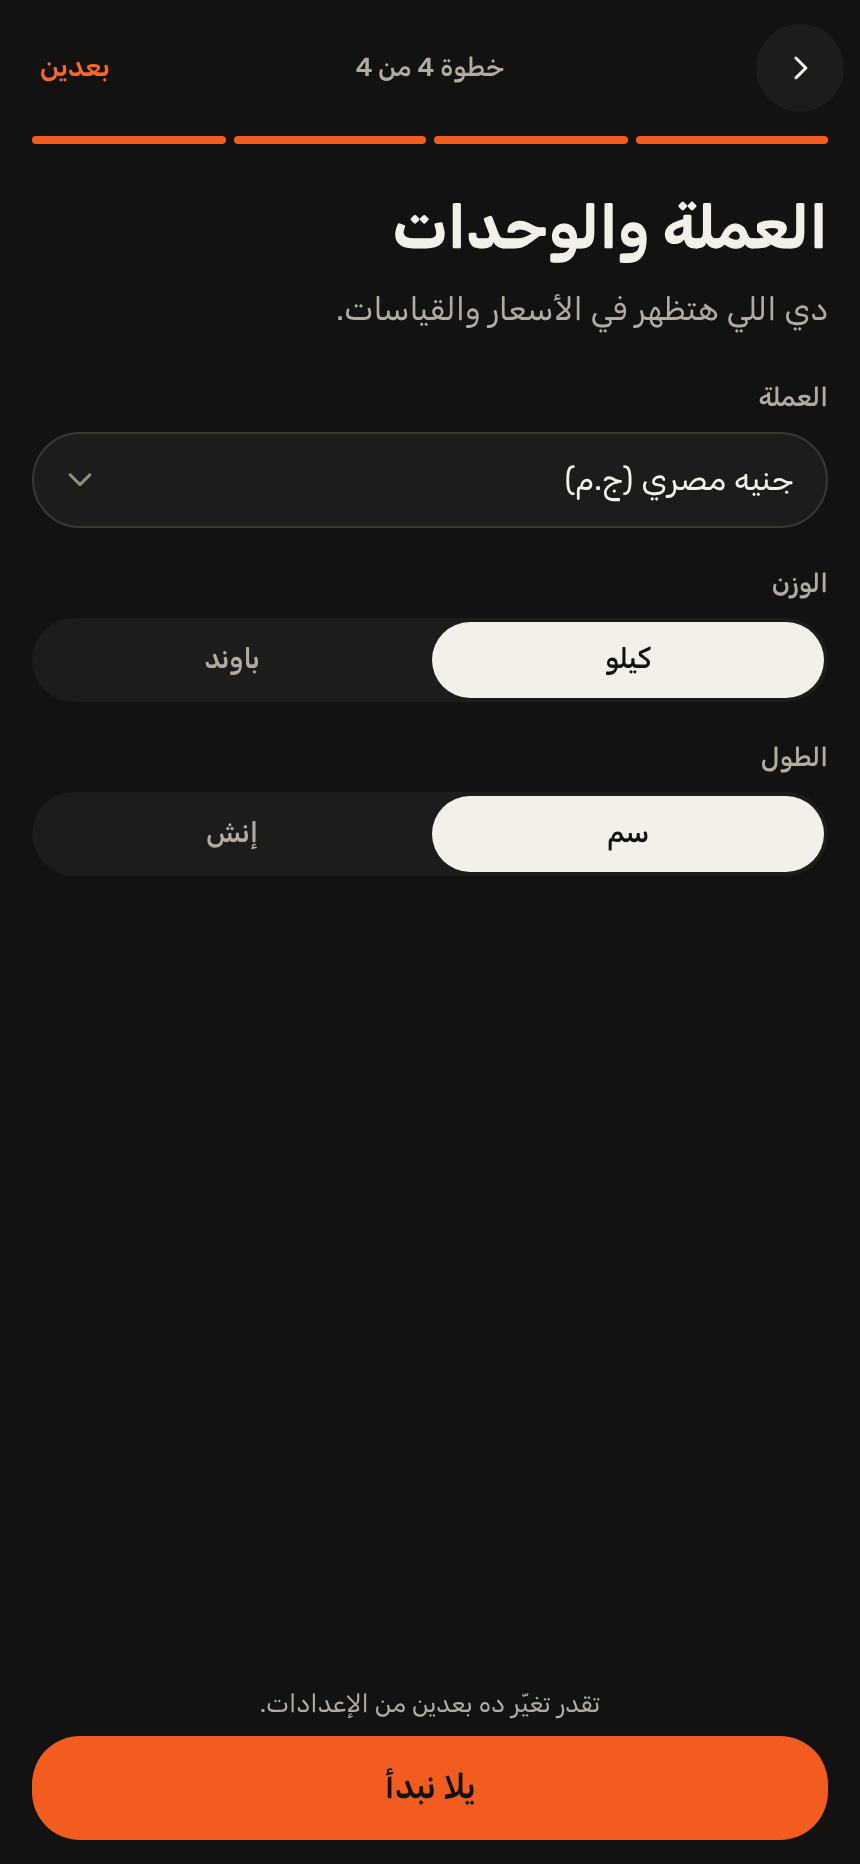 خطوة 4 من 4
بعدين
العملة والوحدات
دي اللي هتظهر في الأسعار والقياسات.
العملة
جنيه مصري (ج.م)
الوزن
كيلو
باوند
الطول
سم
إنش
تقدر تغيّر ده بعدين من الإعدادات.
يلا نبدأ